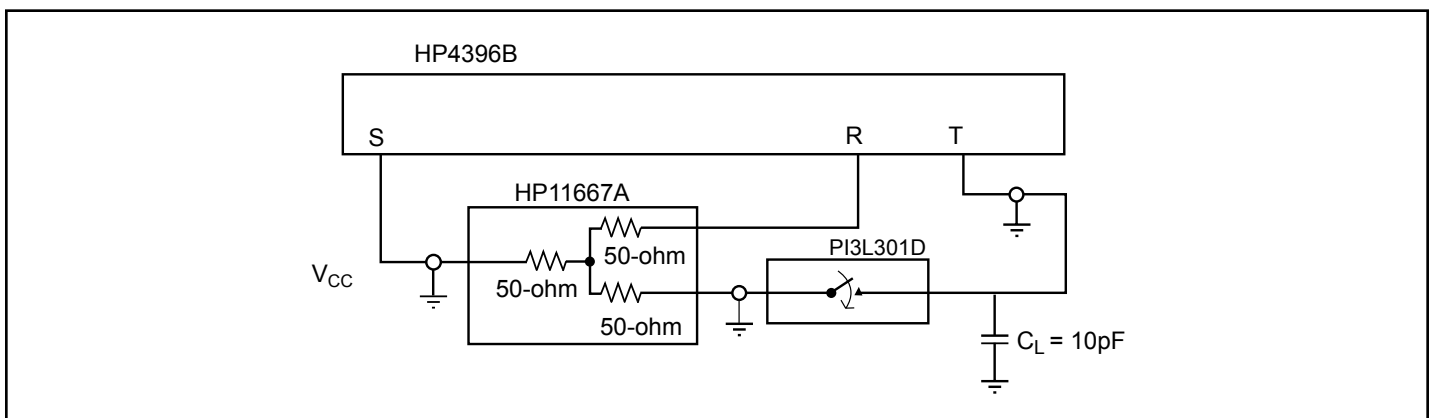 HP4396B
S
R
T
HP11667A
50-ohm
PI3L301D
V_CC
50-ohm
50-ohm
C_L = 10pF